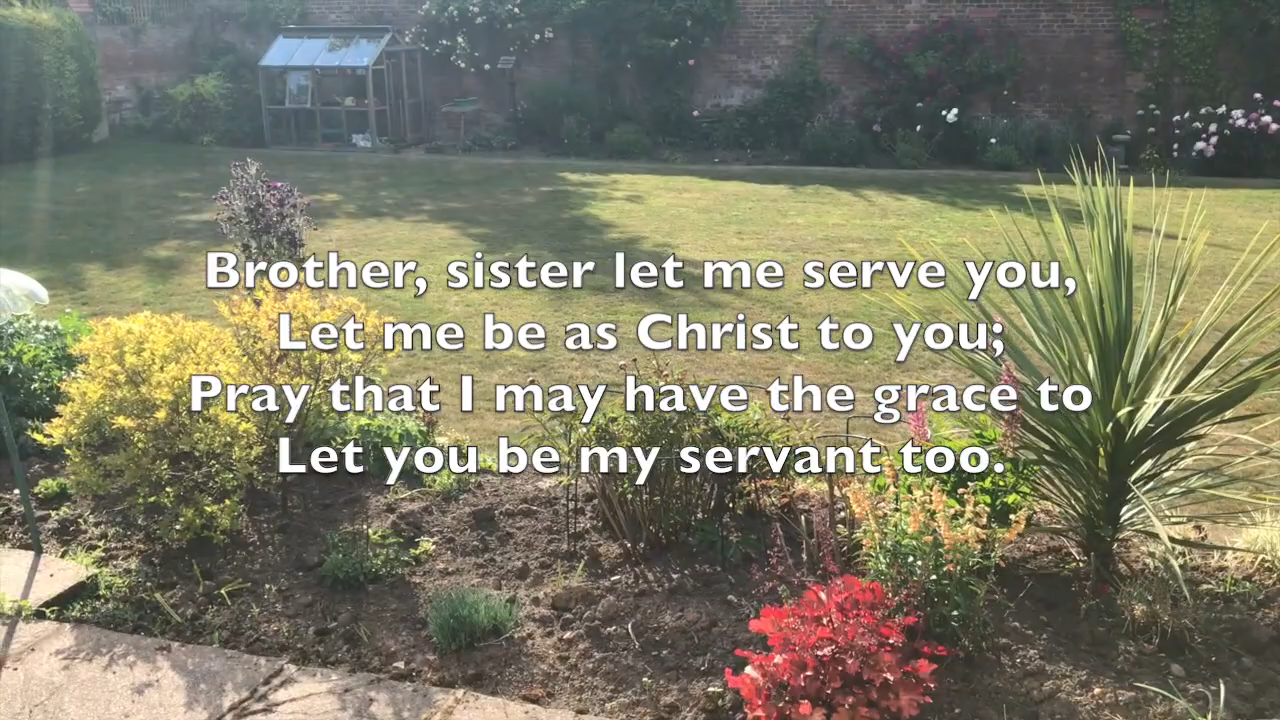 Brother, sister let me serve you,
Let me be as Christ to you;
Pray that I may have the grace to
Let you be my servant too.